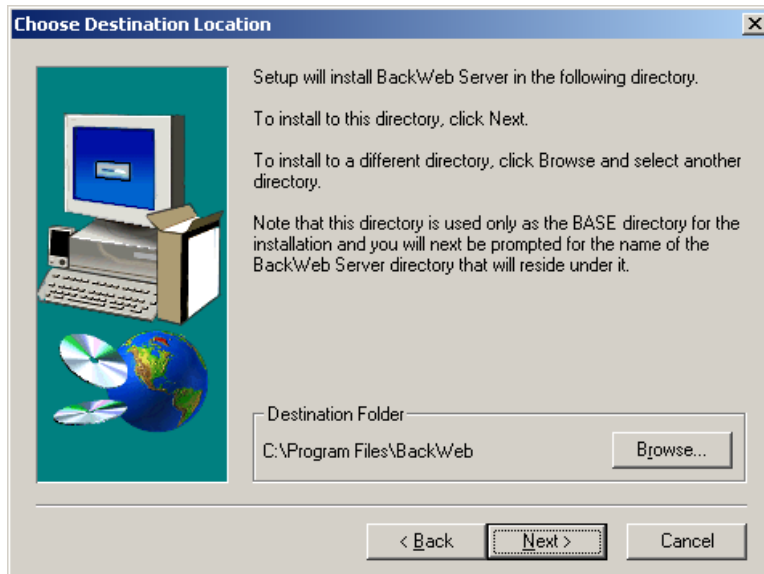 Choose Destination Location
Setup will install BackWeb Server in the following directory.
To install to this directory, click Next.
To install to a different directory, click Browse and select another
directory.
Note that this directory is used only as the BASE directory for the
installation and you will next be prompted for the name of the
BackWeb Server directory that will reside under it.
Destination Folder
C:\Program Files\BackWeb
Browse...
< Back
Next >
Cancel